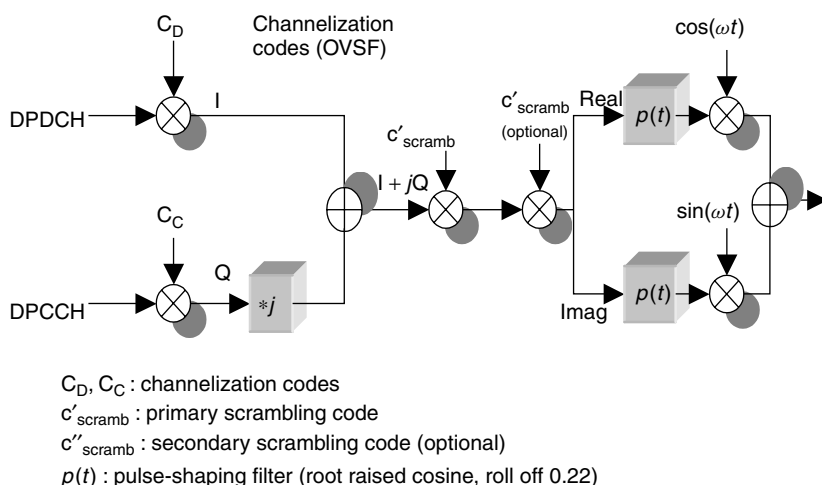 C_D
Channelization
codes (OVSF)
cos(ωt)
DPDCH
I
c′_scramb
c′_scramb
(optional)
Real
p(t)
I + jQ
C_C
sin(ωt)
DPCCH
Q
*j
Imag
p(t)
C_D, C_C : channelization codes
c′_scramb : primary scrambling code
c″_scramb : secondary scrambling code (optional)
p(t) : pulse-shaping filter (root raised cosine, roll off 0.22)